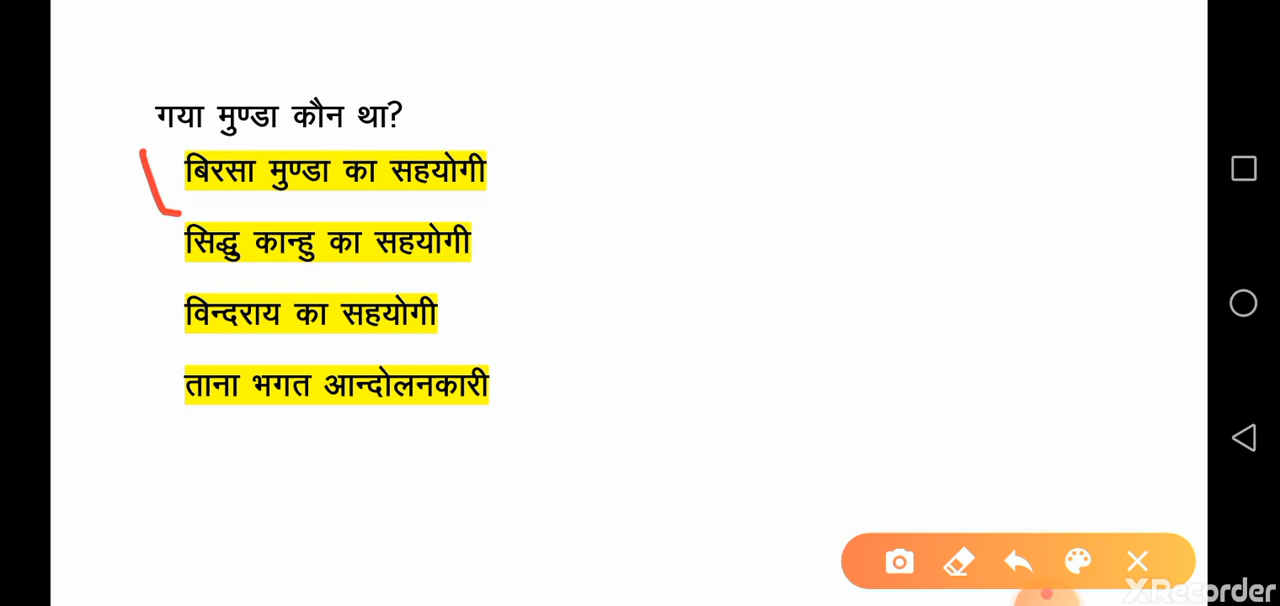 गया मुण्डा कौन था?
बिरसा मुण्डा का सहयोगी
सिद्धु कान्हु का सहयोगी
विन्दराय का सहयोगी
ताना भगत आन्दोलनकारी
XRecorder